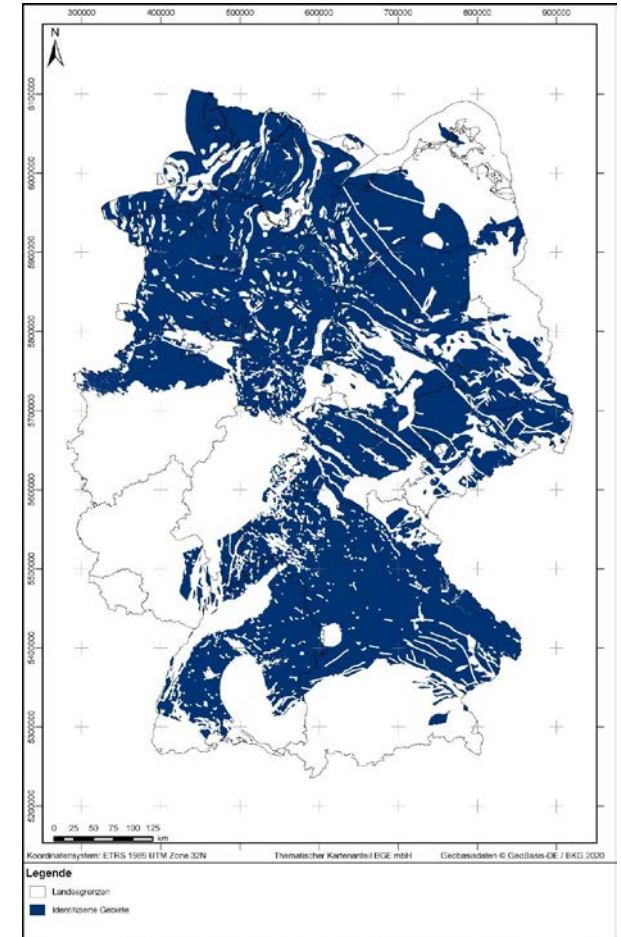 300000 400000 500000 600000 700000 800000 900000
N
6100000
6000000
5900000
5800000
5700000
5600000
5500000
5400000
5300000
5200000
0 25 50 75 100 125
km
Koordinatensystem: ETRS 1989 UTM Zone 32N Thematischer Kartenanteil BGE mbH Geobasisdaten © GeoBasis-DE / BKG 2020
Legende
Landesgrenzen
Identifizierte Gebiete